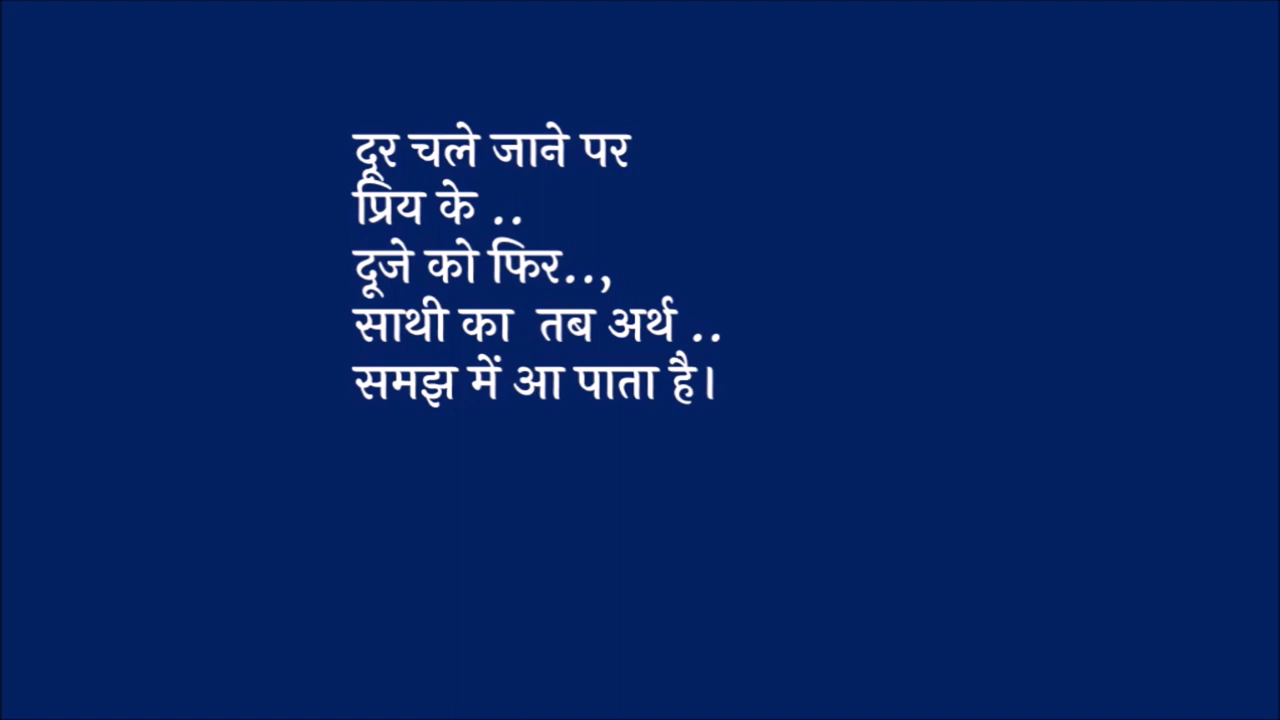 दूर चले जाने पर
प्रिय के ..
दूजे को फिर..,
साथी का  तब अर्थ ..
समझ में आ पाता है।